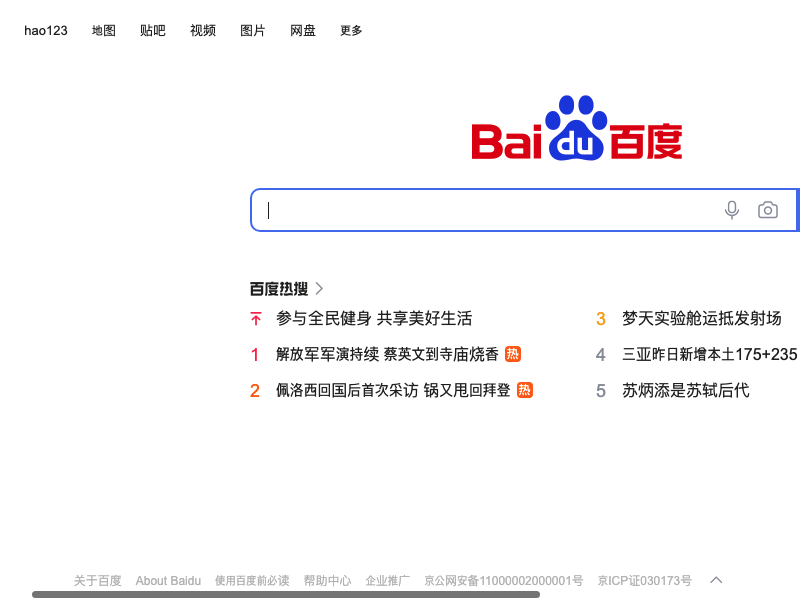 hao123 地图 贴吧 视频 图片 网盘 更多
Baidu百度
百度热搜
参与全民健身 共享美好生活
3 梦天实验舱运抵发射场
1 解放军军演持续 蔡英文到寺庙烧香 热
4 三亚昨日新增本土175+235
2 佩洛西回国后首次采访 锅又甩回拜登 热
5 苏炳添是苏轼后代
关于百度 About Baidu 使用百度前必读 帮助中心 企业推广 京公网安备11000002000001号 京ICP证030173号